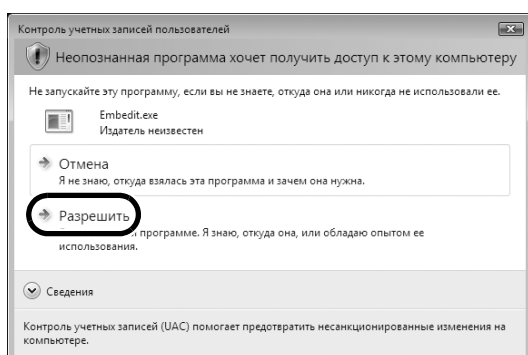 Контроль учетных записей пользователей
Неопознанная программа хочет получить доступ к этому компьютеру
Не запускайте эту программу, если вы не знаете, откуда она или никогда не использовали ее.
Embedit.exe
Издатель неизвестен
Отмена
Я не знаю, откуда взялась эта программа и зачем она нужна.
Разрешить
программе. Я знаю, откуда она, или обладаю опытом ее
использования.
Сведения
Контроль учетных записей (UAC) помогает предотвратить несанкционированные изменения на
компьютере.